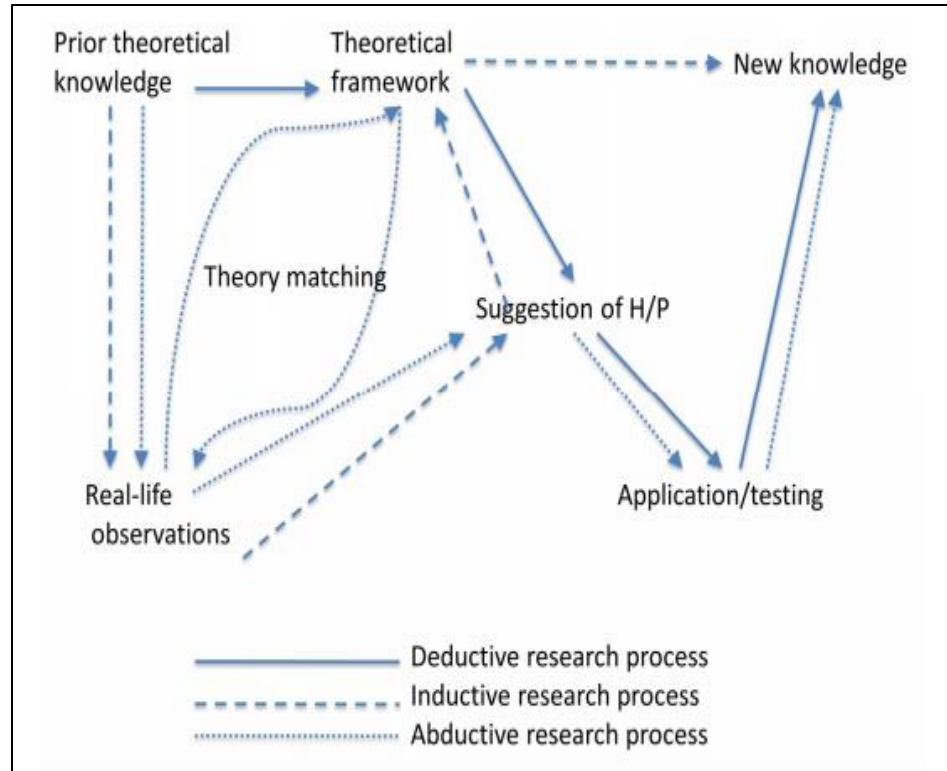 Prior theoretical
knowledge
Theoretical
framework
New knowledge
Theory matching
Suggestion of H/P
Real-life
observations
Application/testing
Deductive research process
Inductive research process
Abductive research process